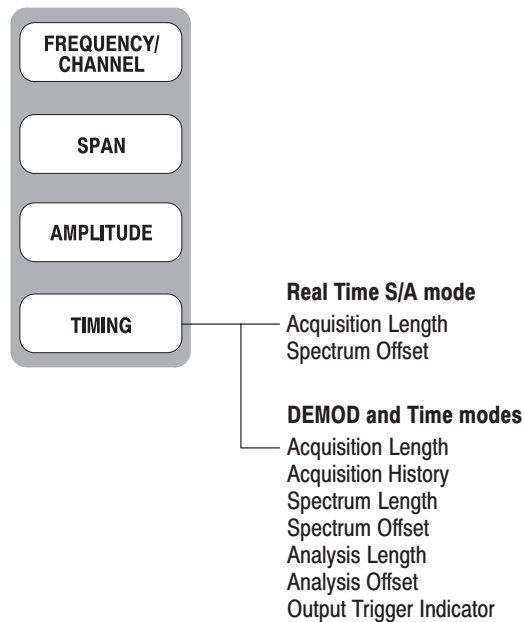 FREQUENCY/
CHANNEL
SPAN
AMPLITUDE
TIMING
Real Time S/A mode
Acquisition Length
Spectrum Offset
DEMOD and Time modes
Acquisition Length
Acquisition History
Spectrum Length
Spectrum Offset
Analysis Length
Analysis Offset
Output Trigger Indicator